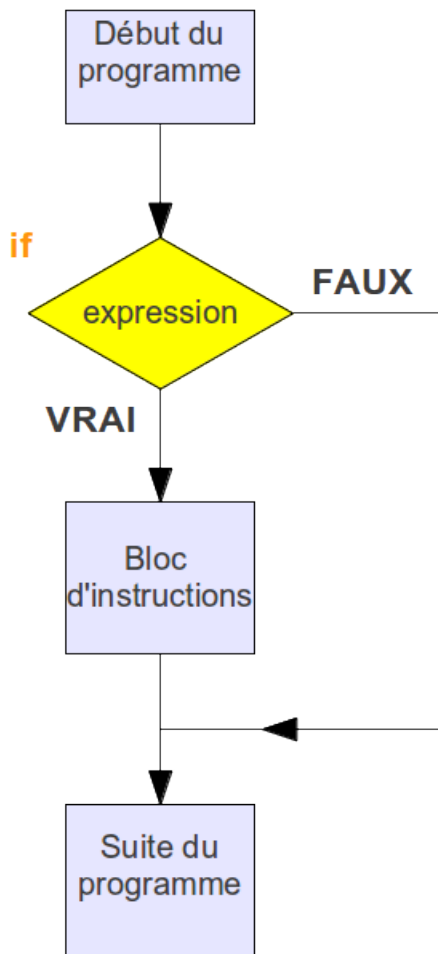 Début du
programme
if
expression
FAUX
VRAI
Bloc
d'instructions
Suite du
programme